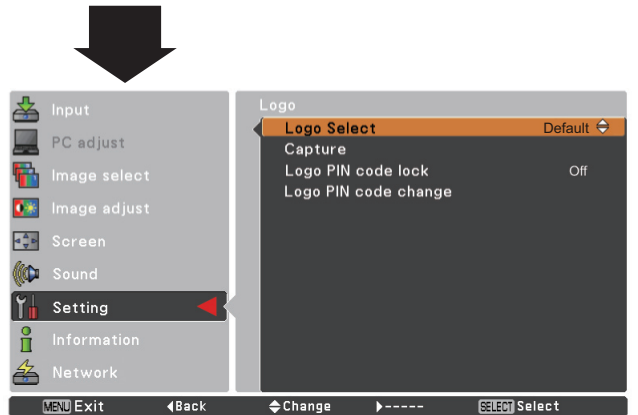 Input
PC adjust
Image select
Image adjust
Screen
Sound
Setting
Information
Network
Logo
Logo Select Default
Capture
Logo PIN code lock Off
Logo PIN code change
MENU Exit Back Change ----- SELECT Select